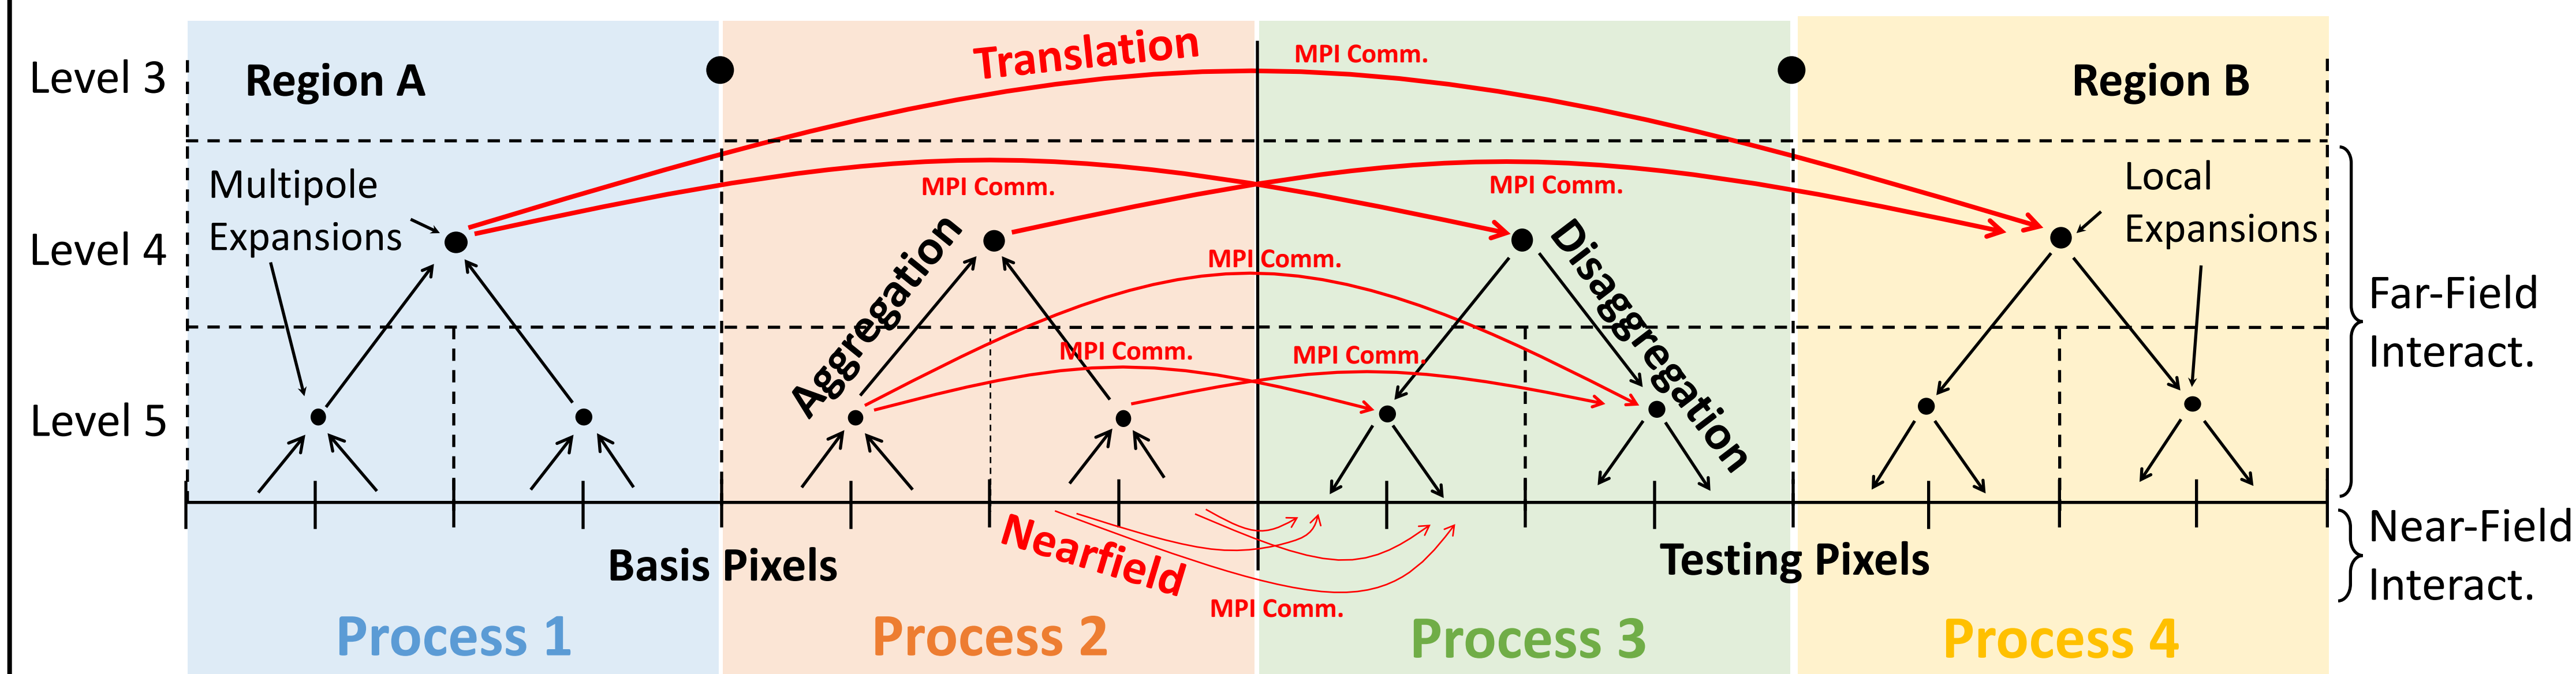 Level 3
Region A
Translation
MPI Comm.
Region B
Multipole
Expansions
MPI Comm.
MPI Comm.
Local
Expansions
Level 4
Aggregation
MPI Comm.
Disaggregation
Far-Field
Interact.
MPI Comm.
MPI Comm.
Level 5
Near-Field
Interact.
Basis Pixels
Nearfield
MPI Comm.
Testing Pixels
Process 1
Process 2
Process 3
Process 4